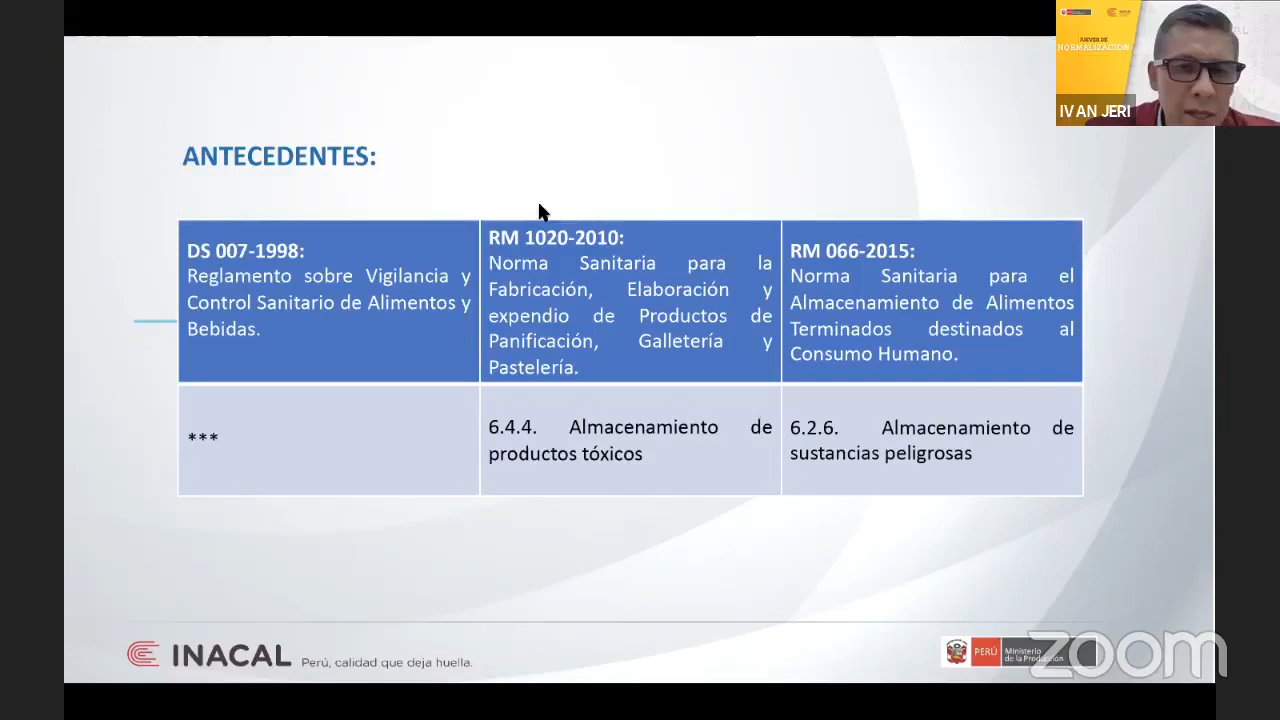 JUEVES DE
NORMALIZACIÓN
IVAN JERI
ANTECEDENTES:
DS 007-1998:
Reglamento sobre Vigilancia y
Control Sanitario de Alimentos y
Bebidas.
RM 1020-2010:
Norma Sanitaria para la
Fabricación, Elaboración y
expendio de Productos de
Panificación, Galletería y
Pastelería.
RM 066-2015:
Norma Sanitaria para el
Almacenamiento de Alimentos
Terminados destinados al
Consumo Humano.
***
6.4.4. Almacenamiento de
productos tóxicos
6.2.6. Almacenamiento de
sustancias peligrosas
INACAL Perú, calidad que deja huella.
PERÚ
Ministerio
de la Producción
zoom